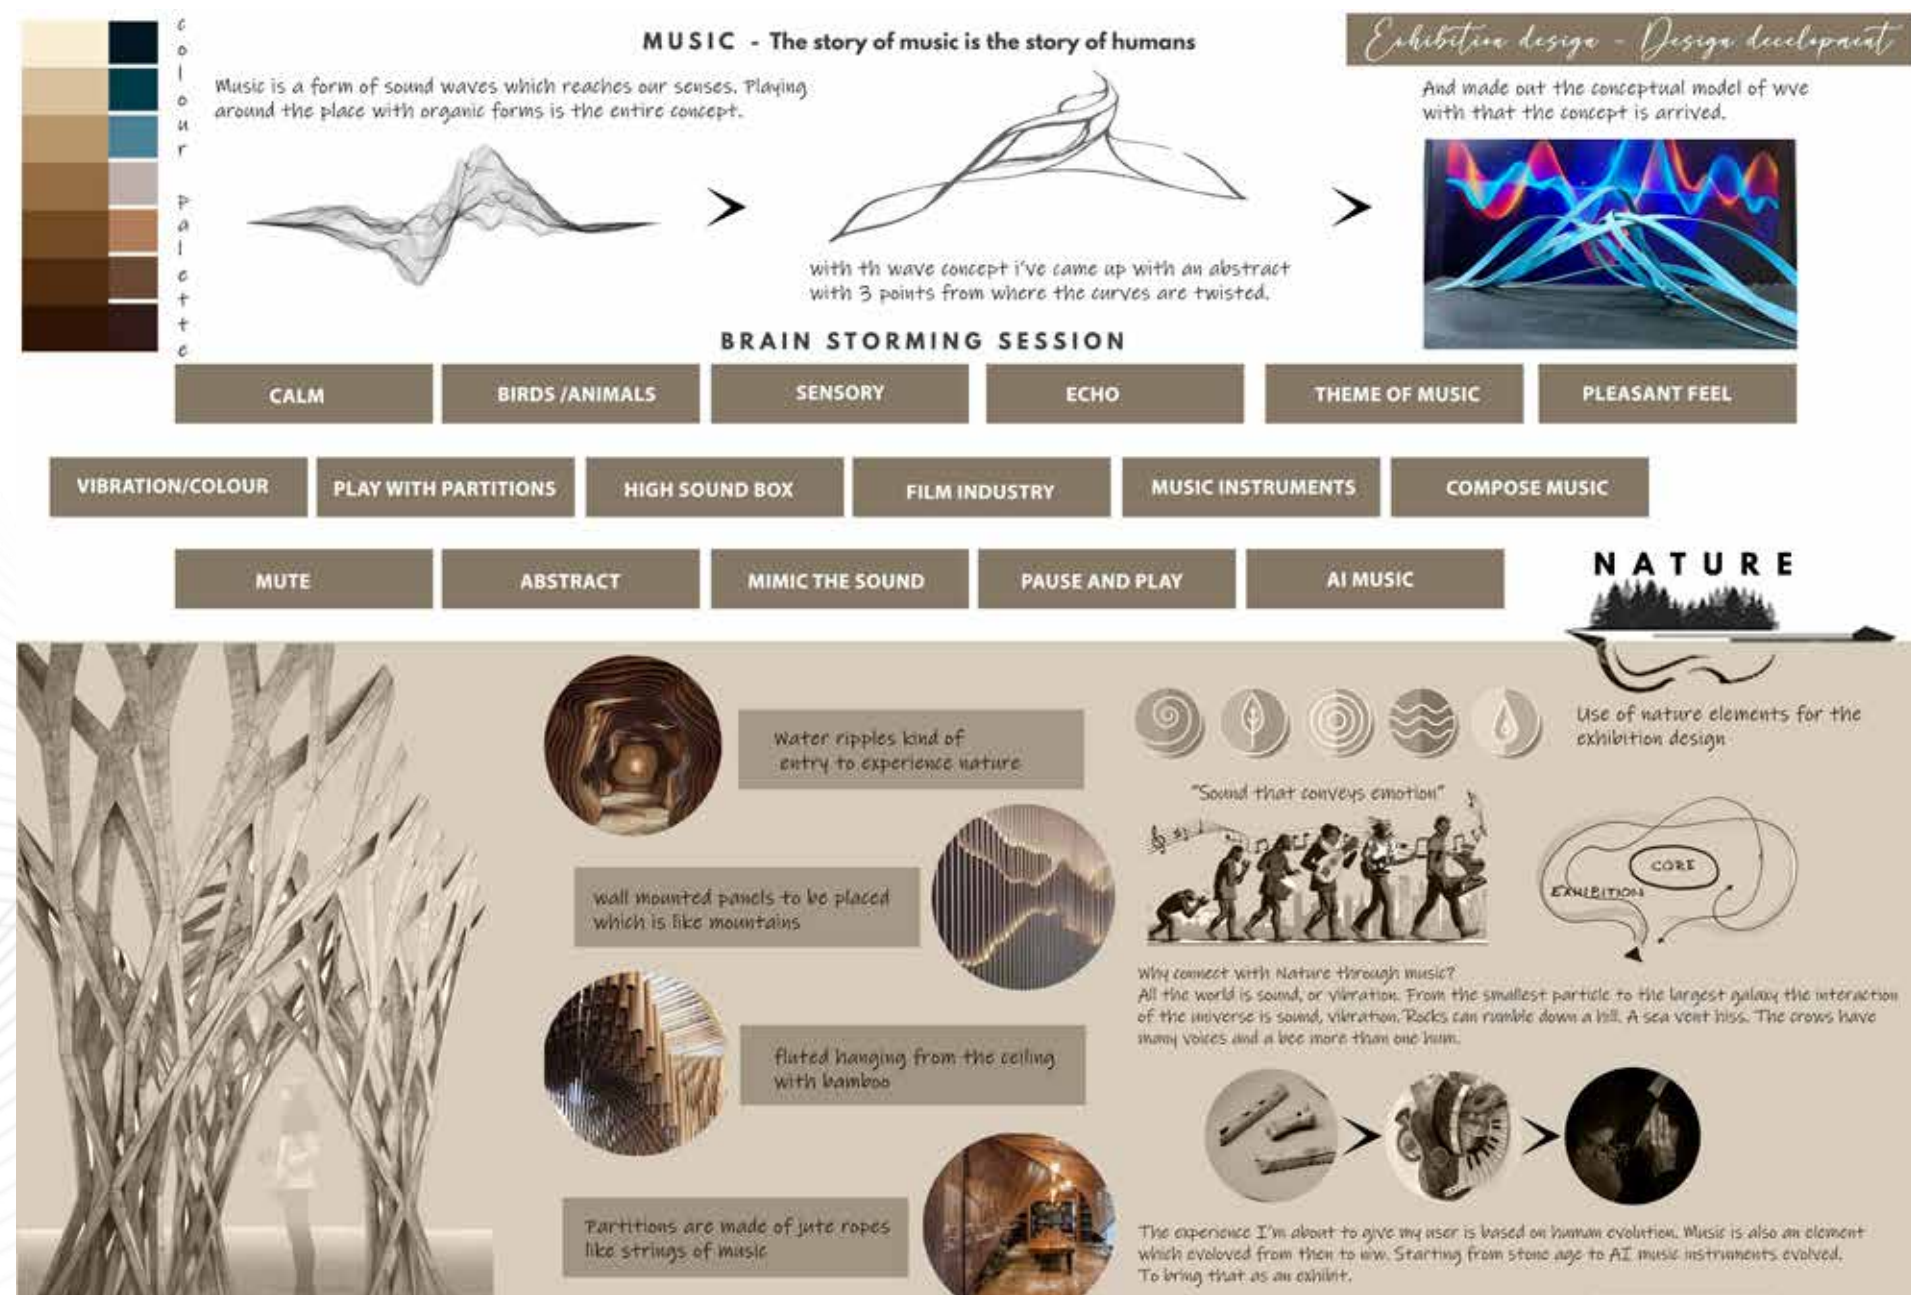 colour palette
MUSIC - The story of music is the story of humans
Exhibition design - Design development
Music is a form of sound waves which reaches our senses. Playing
around the place with organic forms is the entire concept.
with th wave concept i've came up with an abstract
with 3 points from where the curves are twisted.
And made out the conceptual model of wve
with that the concept is arrived.
BRAIN STORMING SESSION
CALM
BIRDS /ANIMALS
SENSORY
ECHO
THEME OF MUSIC
PLEASANT FEEL
VIBRATION/COLOUR
PLAY WITH PARTITIONS
HIGH SOUND BOX
FILM INDUSTRY
MUSIC INSTRUMENTS
COMPOSE MUSIC
MUTE
ABSTRACT
MIMIC THE SOUND
PAUSE AND PLAY
AI MUSIC
NATURE
Water ripples kind of
entry to experience nature
wall mounted panels to be placed
which is like mountains
fluted hanging from the ceiling
with bamboo
Partitions are made of jute ropes
like strings of music
Use of nature elements for the
exhibition design
"Sound that conveys emotion"
CORE
EXHIBITION
Why connect with Nature through music?
All the world is sound, or vibration. From the smallest particle to the largest galaxy the interaction
of the universe is sound, vibration. Rocks can rumble down a hill. A sea vent hiss. The crows have
many voices and a bee more than one hum.
The experience I'm about to give my user is based on human evolution. Music is also an element
which evoloved from then to niw. Starting from stone age to AI music instruments evolved.
To bring that as an exhibit.